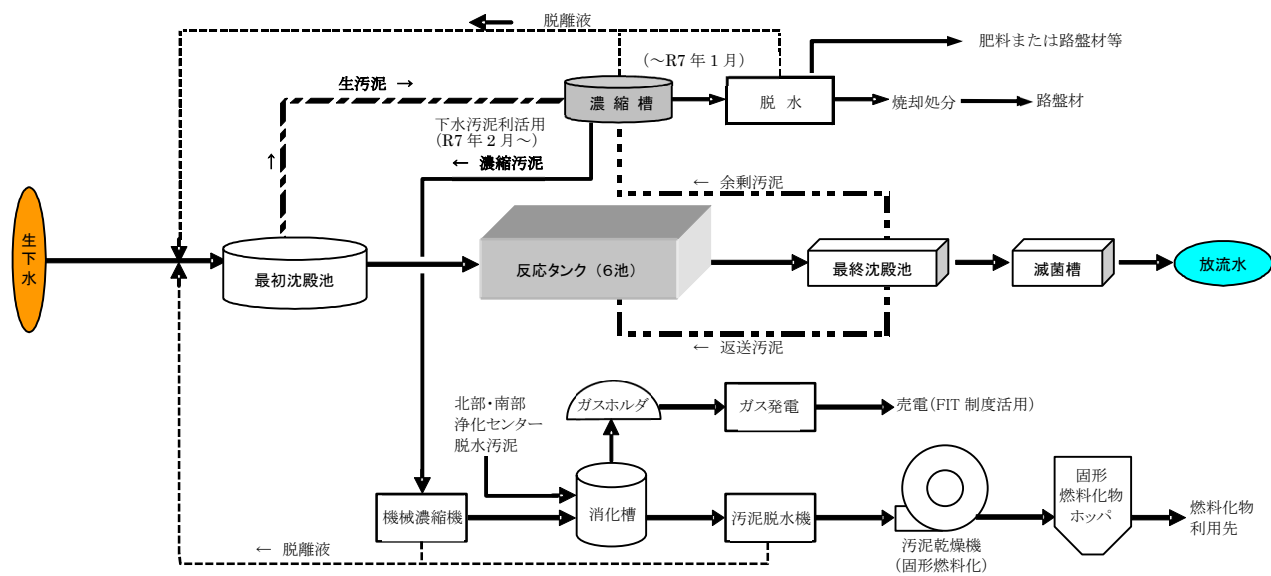 ← 脱離液
(～R7 年 1 月)
肥料または路盤材等
生汚泥 →
濃 縮 槽
脱 水
焼却処分
路盤材
下水汚泥利活用
(R7 年 2 月～)
← 濃縮汚泥
↑
← 余剰汚泥
生下水
最初沈殿池
反応タンク（６池）
最終沈殿池
滅菌槽
放流水
← 返送汚泥
北部・南部
浄化センター
脱水汚泥
ガスホルダ
ガス発電
売電(FIT 制度活用)
機械濃縮機
消化槽
汚泥脱水機
汚泥乾燥機
(固形燃料化)
固形
燃料化物
ホッパ
燃料化物
利用先
← 脱離液